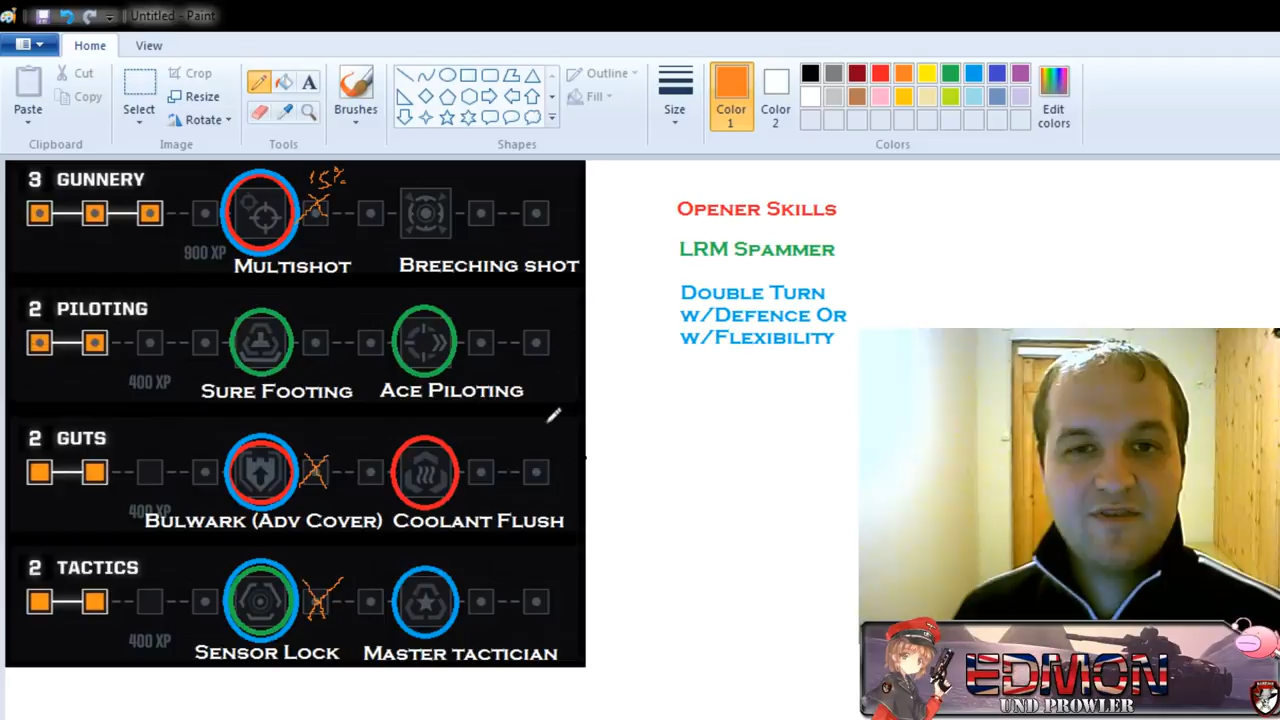 Untitled - Paint
Home View
Paste
Cut
Copy
Clipboard
Select
Crop
Resize
Rotate
Image
A
Tools
Brushes
Outline
Fill
Shapes
Size
Color
1
Color
2
Edit
colors
Colors
3 GUNNERY
15%
900 XP
MULTISHOT
BREECHING SHOT
2 PILOTING
400 XP
SURE FOOTING
ACE PILOTING
2 GUTS
400 XP
BULWARK (ADV COVER)
COOLANT FLUSH
2 TACTICS
400 XP
SENSOR LOCK
MASTER TACTICIAN
OPENER SKILLS
LRM SPAMMER
DOUBLE TURN
W/DEFENCE OR
W/FLEXIBILITY
EDMON
UND PROWLER